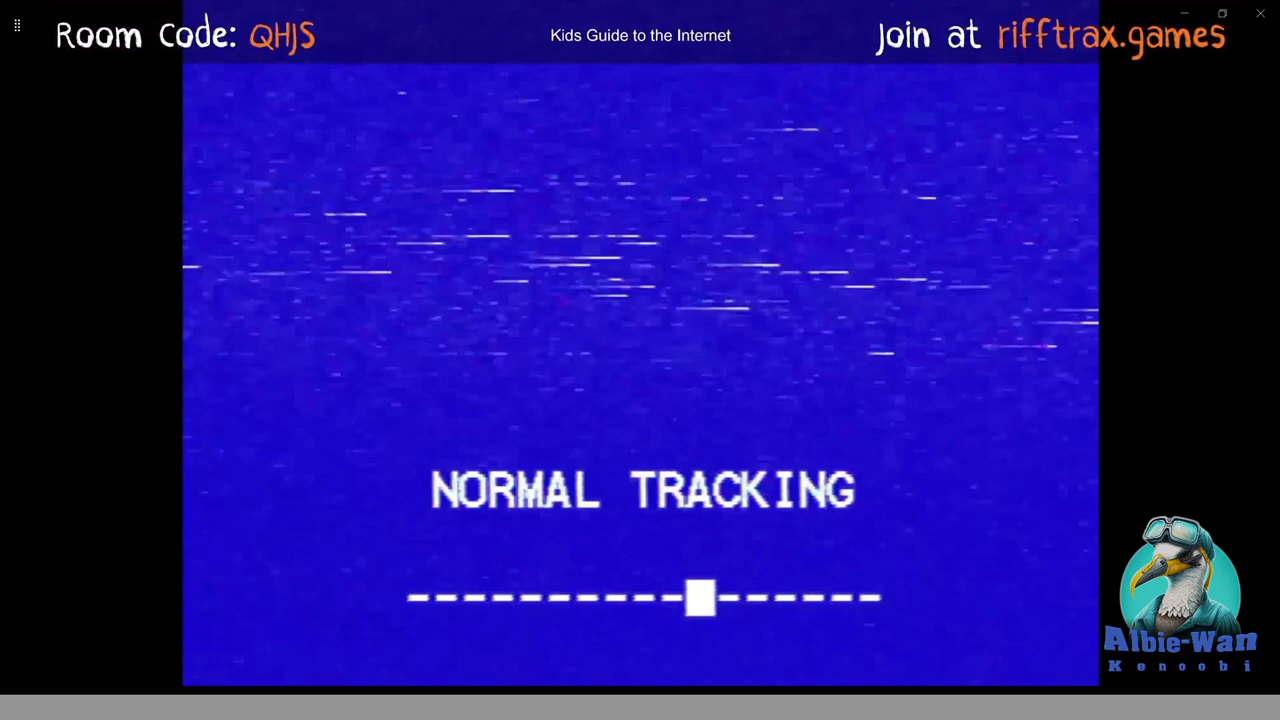 Room Code: QHJS
Kids Guide to the Internet
Join at rifftrax.games
NORMAL TRACKING
Albie-Wan
Kenoobi